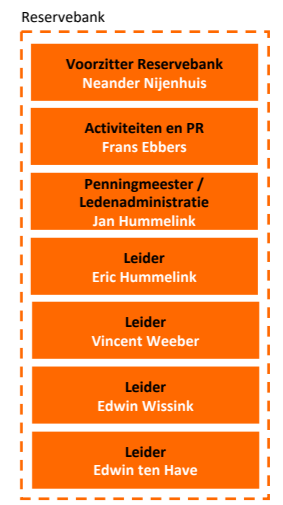 Reservebank
Voorzitter Reservebank
Neander Nijenhuis
Activiteiten en PR
Frans Ebbers
Penningmeester /
Ledenadministratie
Jan Hummelink
Leider
Eric Hummelink
Leider
Vincent Weeber
Leider
Edwin Wissink
Leider
Edwin ten Have